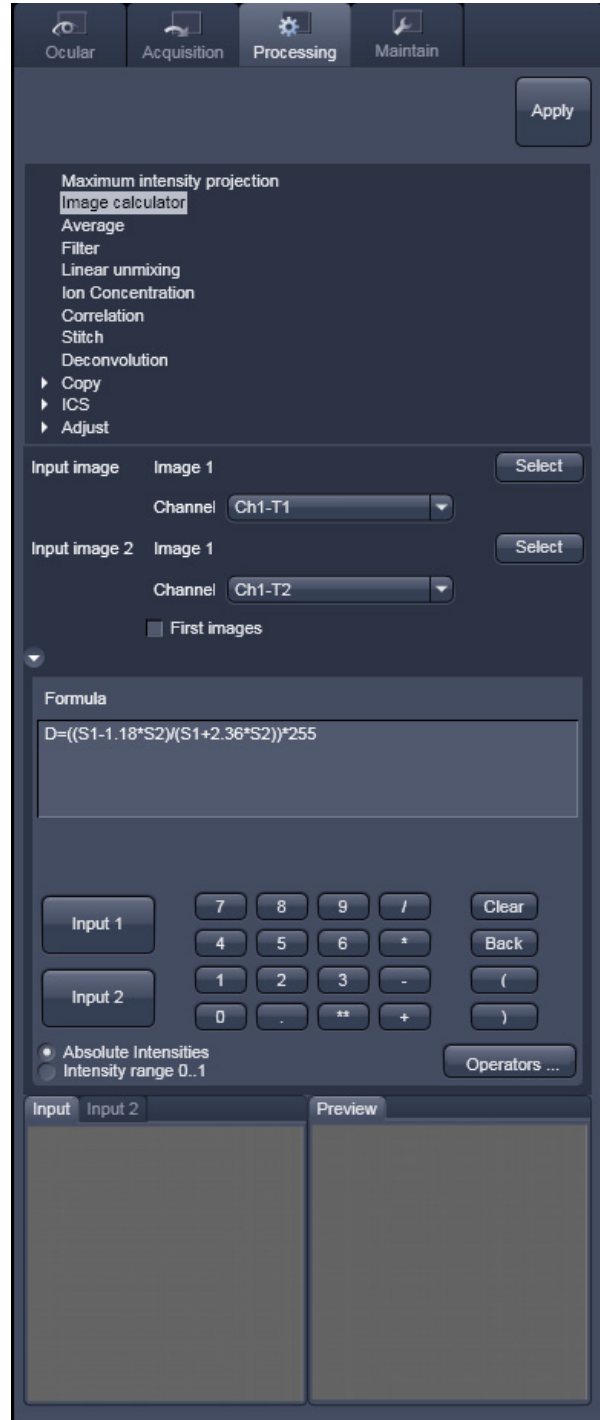 Ocular Acquisition Processing Maintain
Apply
Maximum intensity projection
Image calculator
Average
Filter
Linear unmixing
Ion Concentration
Correlation
Stitch
Deconvolution
Copy
ICS
Adjust
Input image Image 1 Select
Channel Ch1-T1
Input image 2 Image 1 Select
Channel Ch1-T2
First images
Formula
D=((S1-1.18*S2)/(S1+2.36*S2))*255
Input 1
7 8 9 / Clear
4 5 6 * Back
Input 2
1 2 3 - (
0 . ** + )
Absolute Intensities
Intensity range 0..1
Operators ...
Input Input 2 Preview